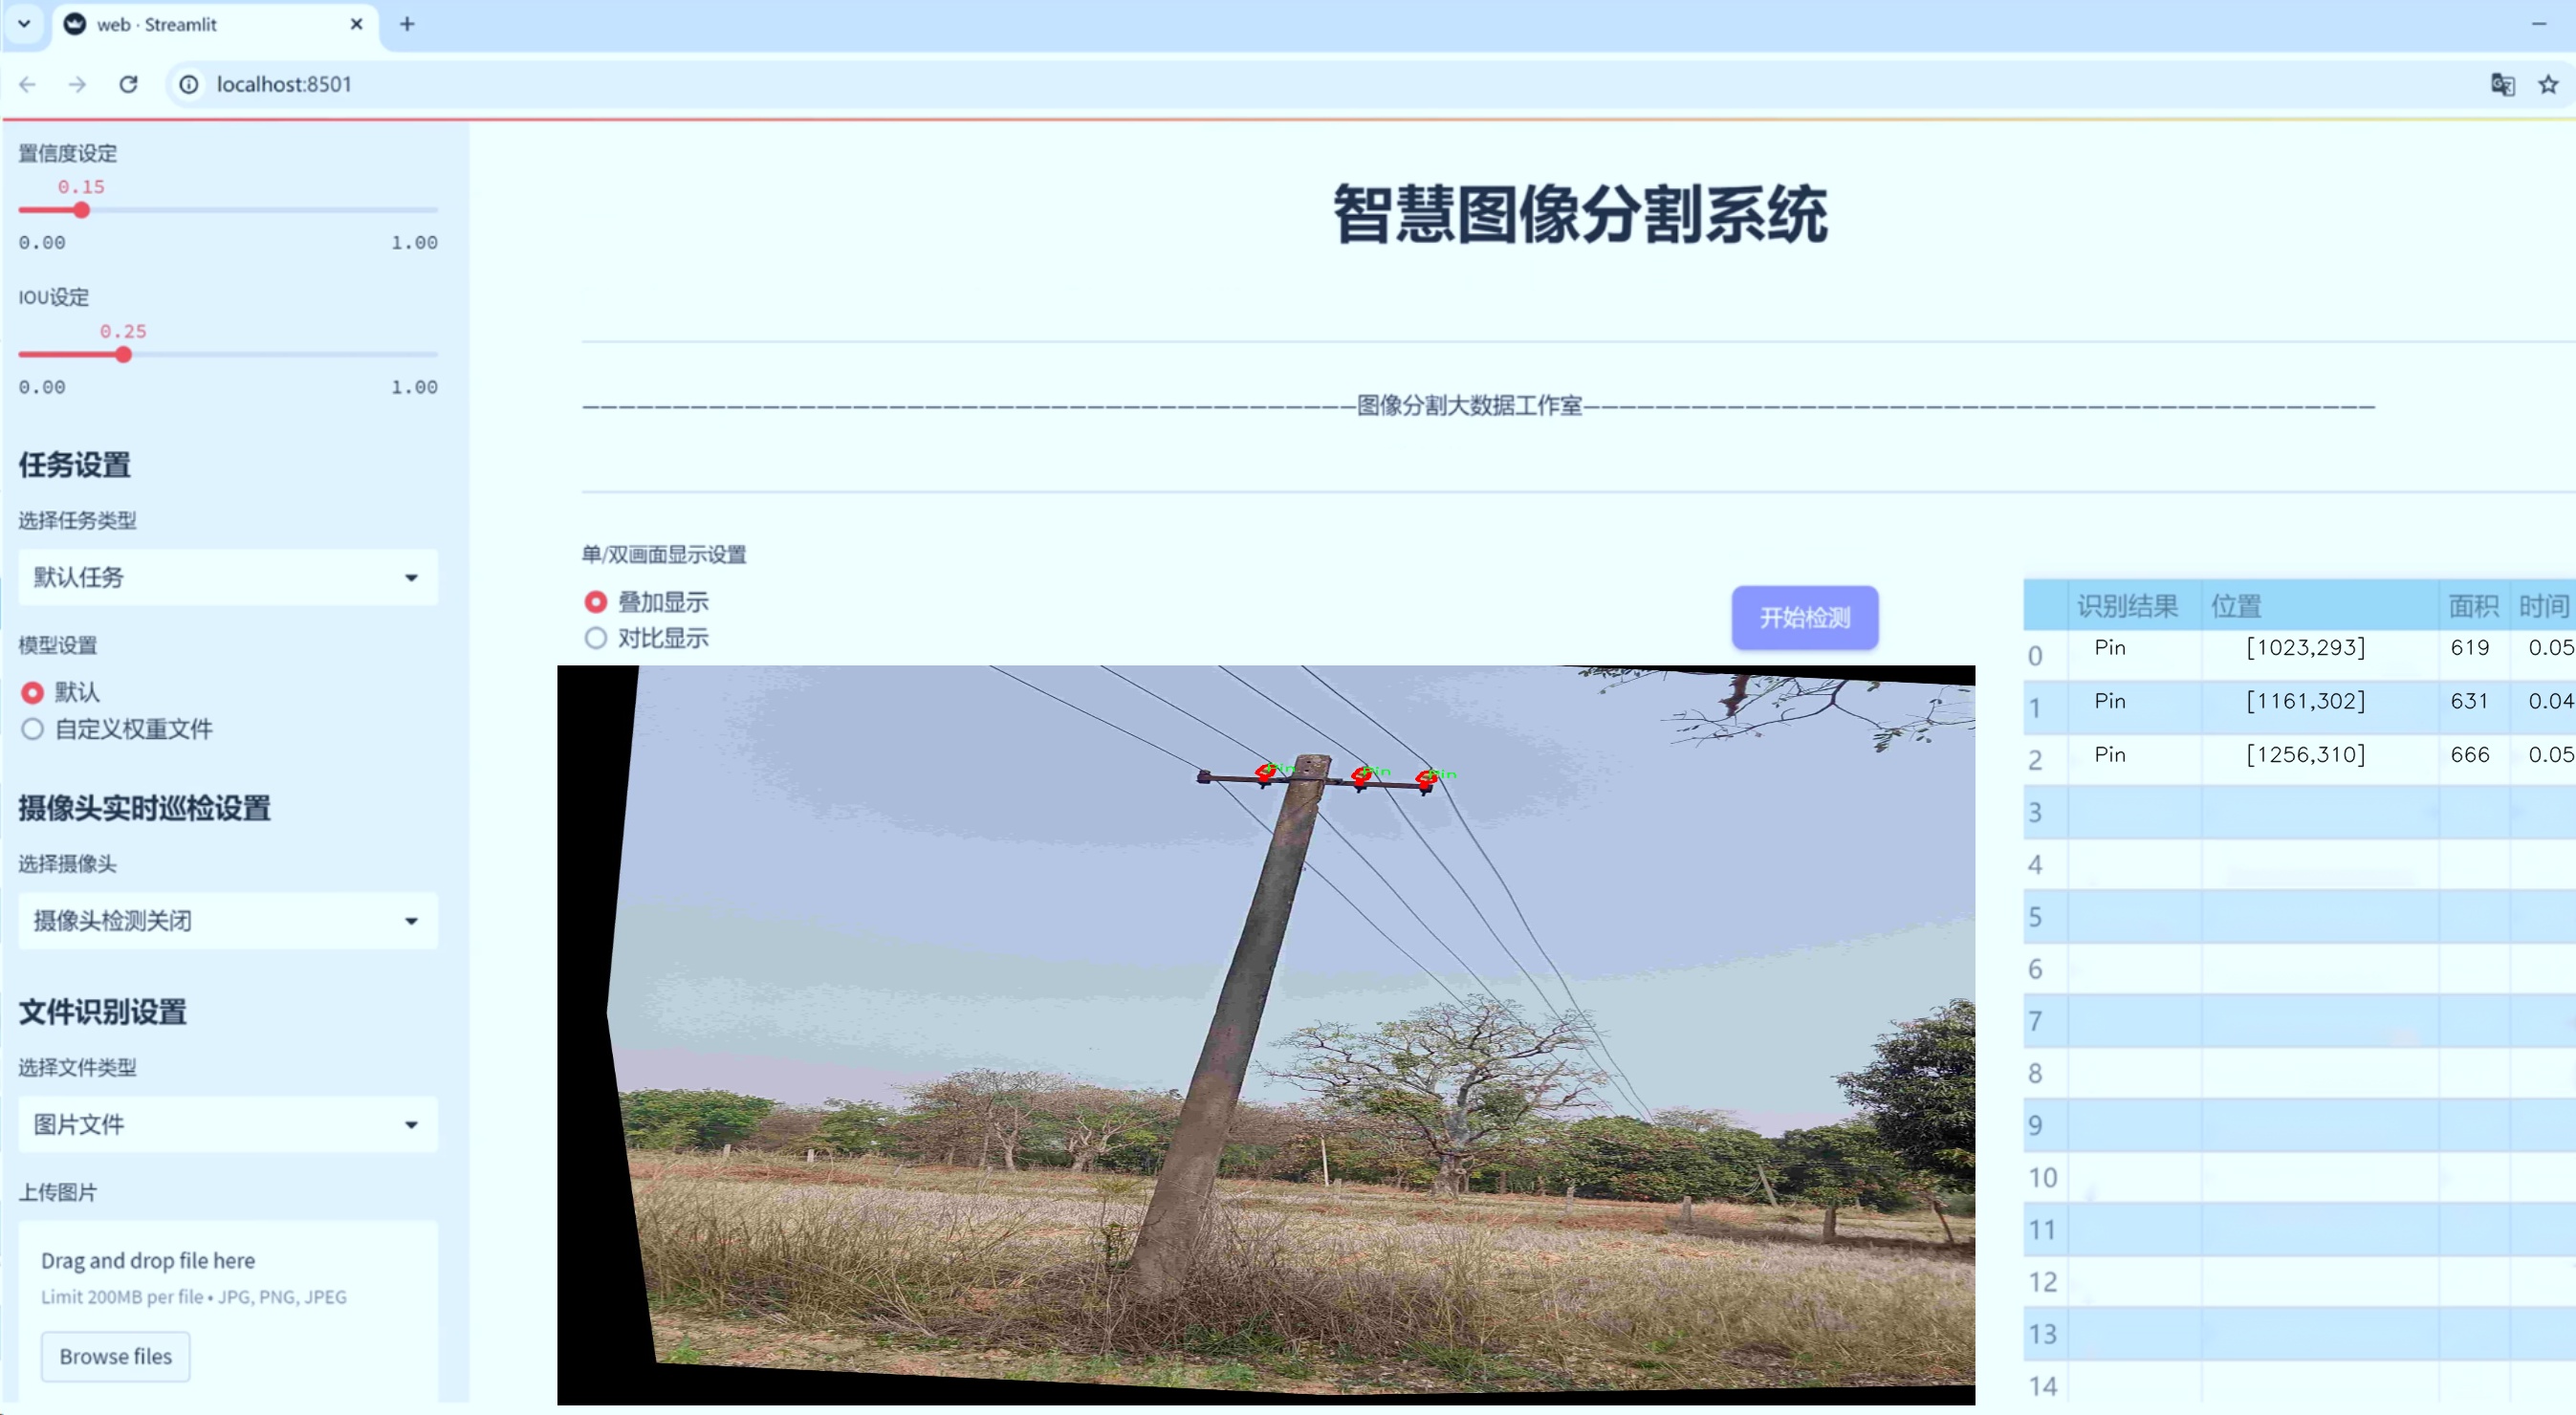 web · Streamlit
localhost:8501
置信度设定
0.15
0.00 1.00
IOU设定
0.25
0.00 1.00
任务设置
选择任务类型
默认任务
模型设置
默认
自定义权重文件
摄像头实时巡检设置
选择摄像头
摄像头检测关闭
文件识别设置
选择文件类型
图片文件
上传图片
Drag and drop file here
Limit 200MB per file • JPG, PNG, JPEG
Browse files
智慧图像分割系统
图像分割大数据工作室
单/双画面显示设置
叠加显示
对比显示
开始检测
Pin Pin Pin
识别结果 位置 面积 时间
0 Pin [1023,293] 619 0.05
1 Pin [1161,302] 631 0.04
2 Pin [1256,310] 666 0.05
3
4
5
6
7
8
9
10
11
12
13
14